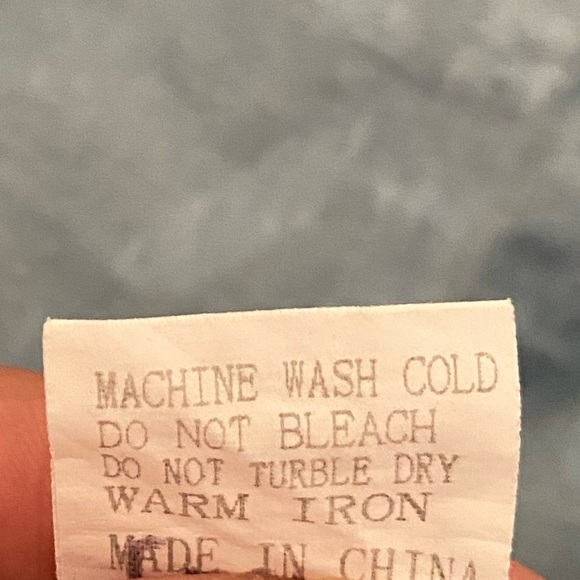 MACHINE WASH COLD
DO NOT BLEACH
DO NOT TURBLE DRY
WARM IRON
MADE IN CHINA